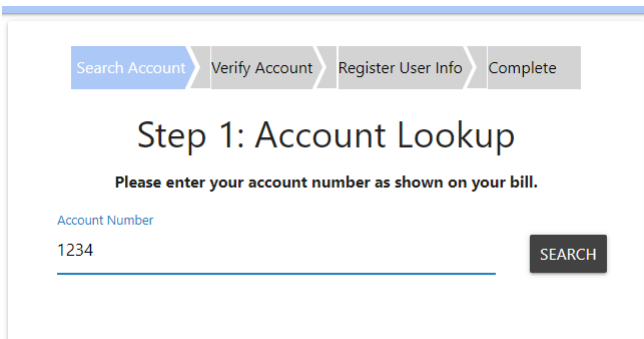 Search Account Verify Account Register User Info Complete
Step 1: Account Lookup
Please enter your account number as shown on your bill.
Account Number
1234
SEARCH